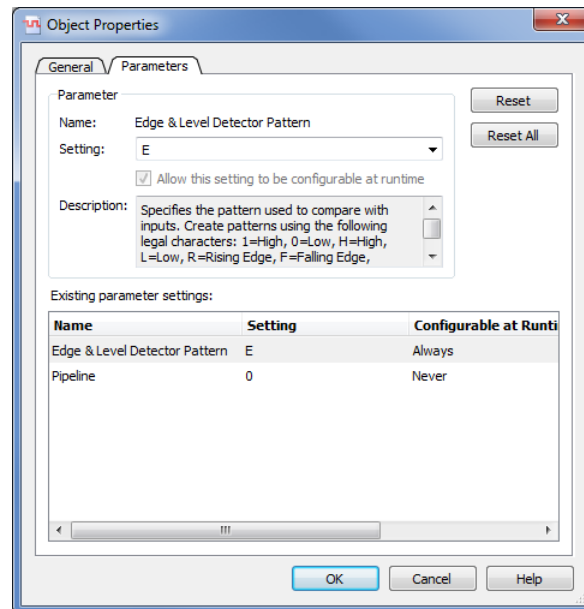 Object Properties
General
Parameters
Parameter
Name: Edge & Level Detector Pattern
Reset
Setting: E
Reset All
Allow this setting to be configurable at runtime
Description: Specifies the pattern used to compare with
inputs. Create patterns using the following
legal characters: 1=High, 0=Low, H=High,
L=Low, R=Rising Edge, F=Falling Edge,
Existing parameter settings:
Name Setting Configurable at Runti
Edge & Level Detector Pattern E Always
Pipeline 0 Never
OK Cancel Help